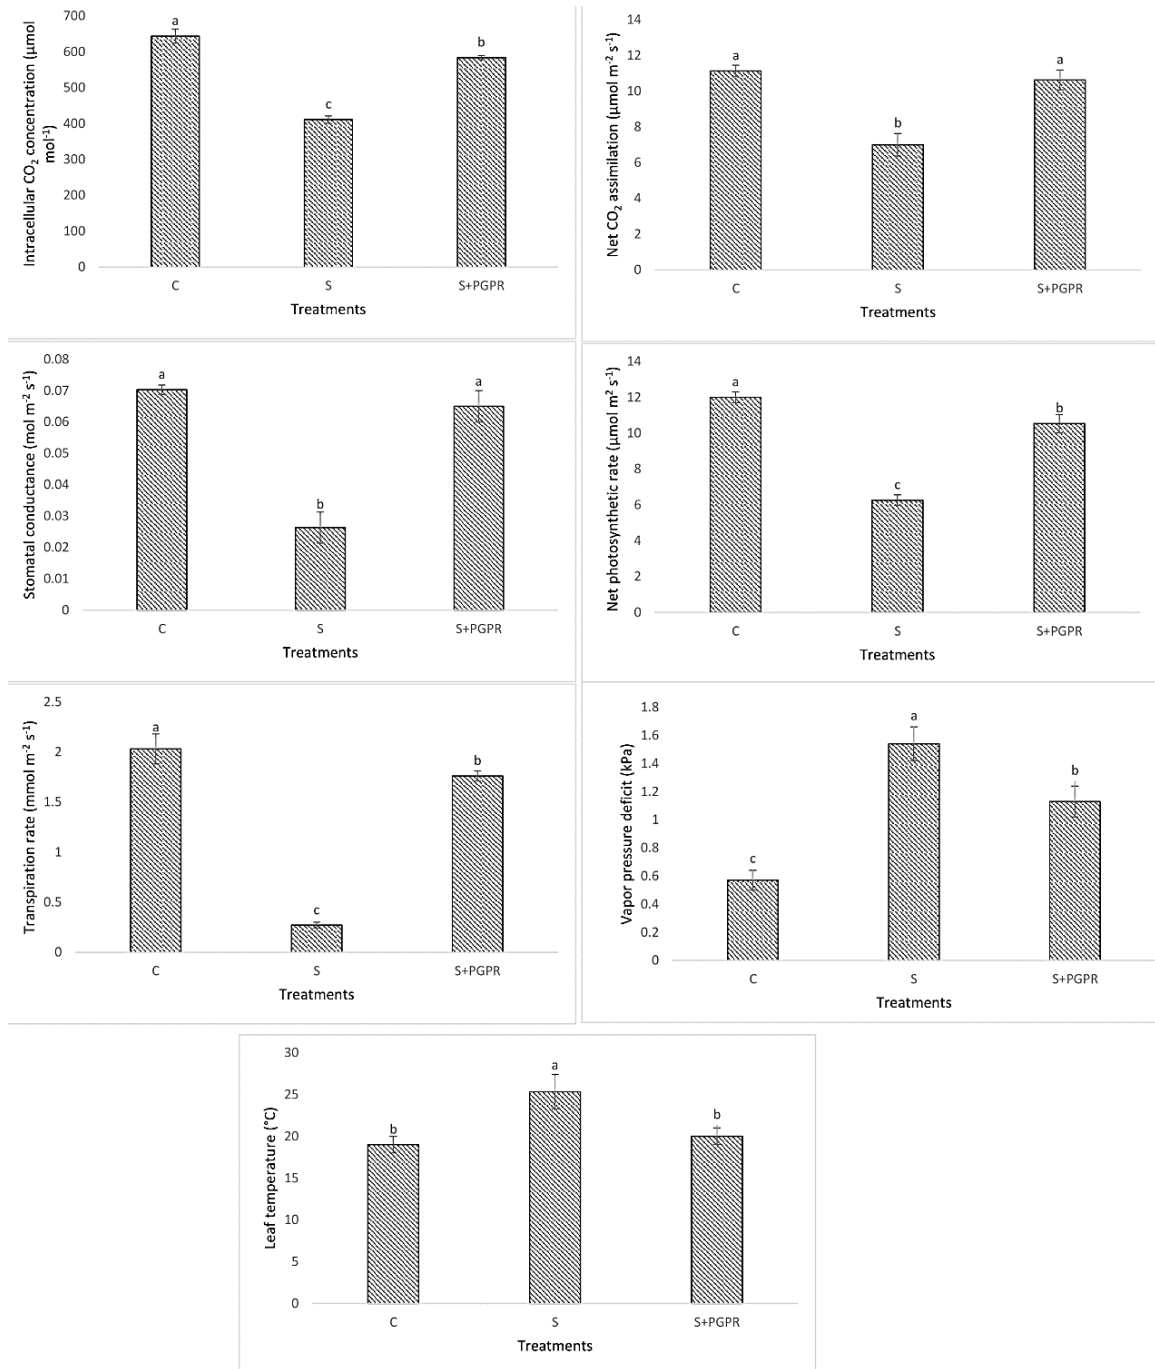 Intracellular CO₂ concentration (µmol
mol⁻¹)
700
600
500
400
300
200
100
0
a
c
b
C
S
S+PGPR
Treatments
Net CO₂ assimilation (µmol m⁻² s⁻¹)
14
12
10
8
6
4
2
0
a
b
a
C
S
S+PGPR
Treatments
Stomatal conductance (mol m⁻² s⁻¹)
0.08
0.07
0.06
0.05
0.04
0.03
0.02
0.01
0
a
b
a
C
S
S+PGPR
Treatments
Net photosynthetic rate (µmol m² s⁻¹)
14
12
10
8
6
4
2
0
a
c
b
C
S
S+PGPR
Treatments
Transpiration rate (mmol m⁻² s⁻¹)
2.5
2
1.5
1
0.5
0
a
c
b
C
S
S+PGPR
Treatments
Vapor pressure deficit (kPa)
1.8
1.6
1.4
1.2
1
0.8
0.6
0.4
0.2
0
c
a
b
C
S
S+PGPR
Treatments
Leaf temperature (°C)
30
25
20
15
10
5
0
b
a
b
C
S
S+PGPR
Treatments